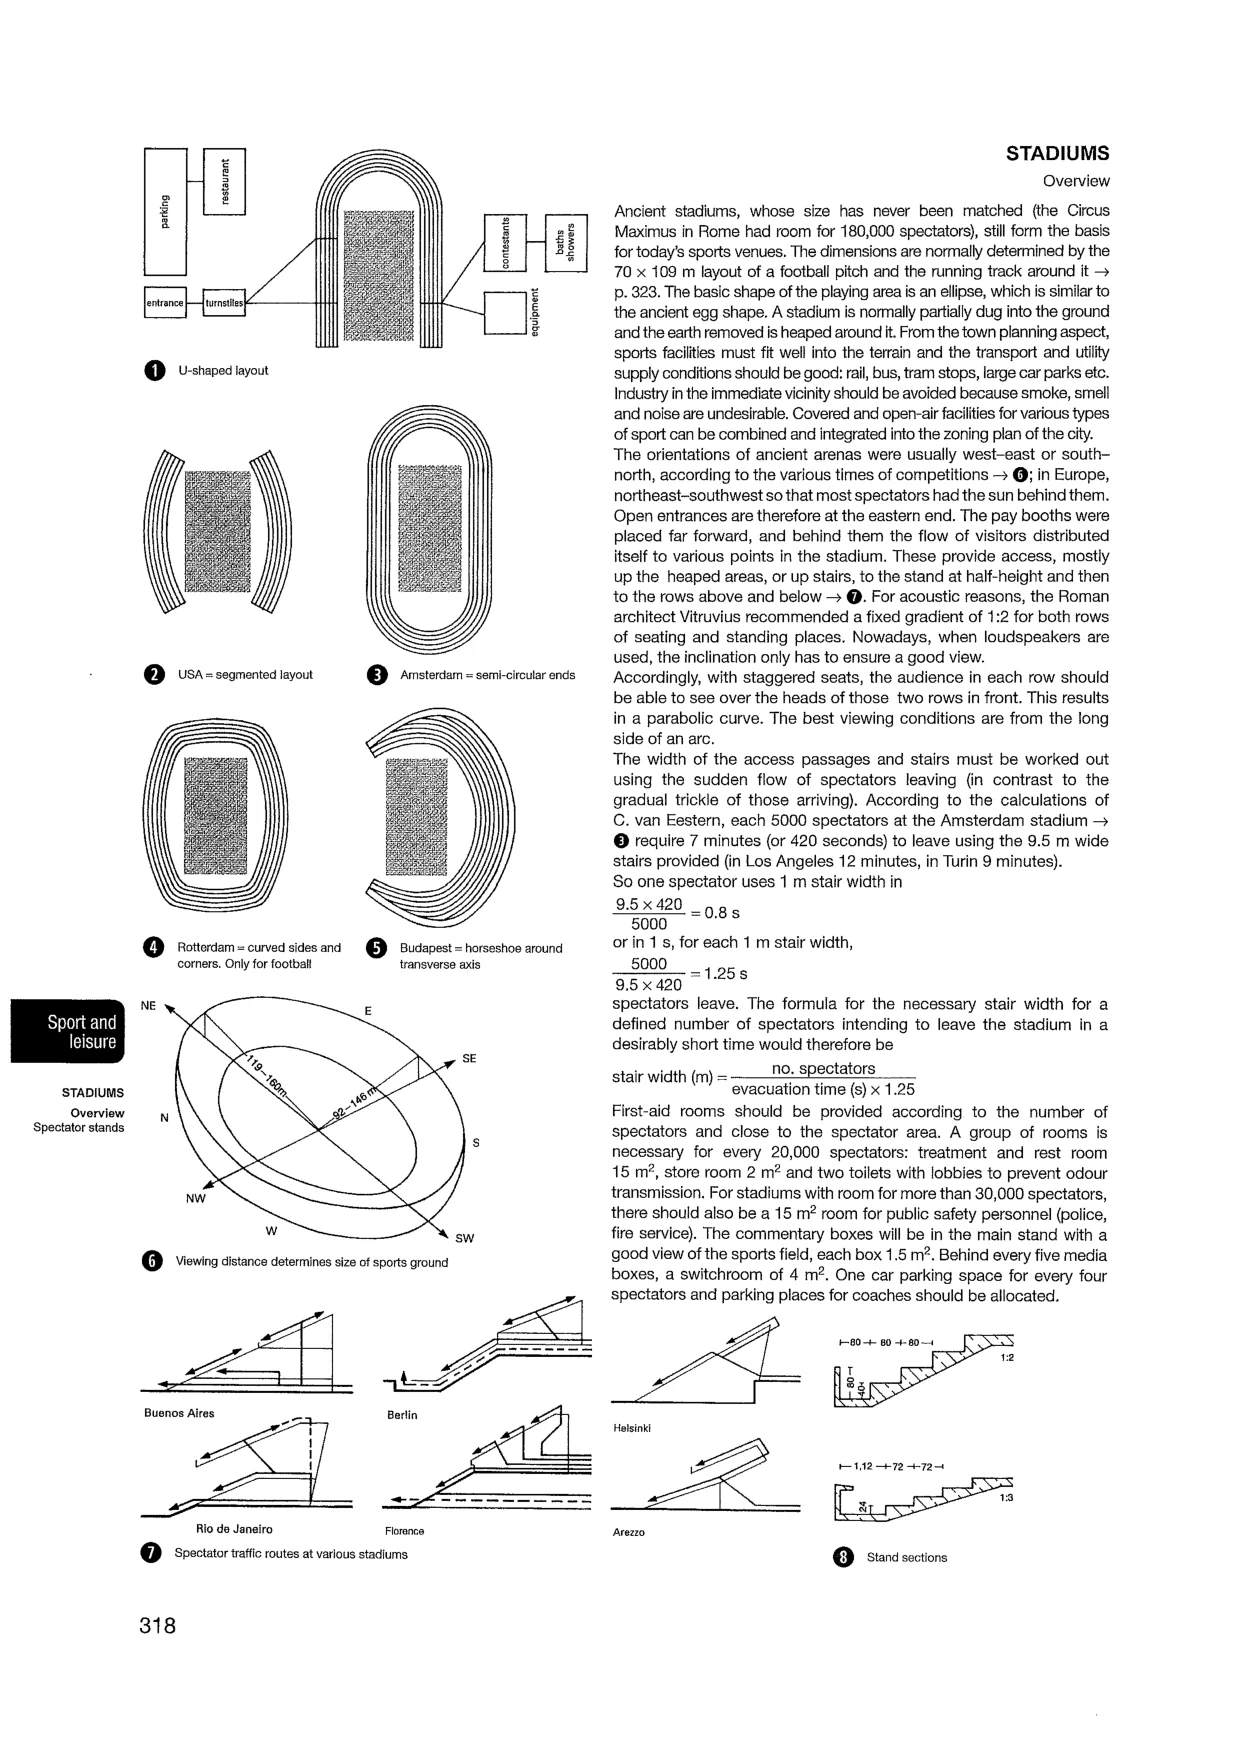 STADIUMS
Overview
Ancient stadiums, whose size has never been matched (the Circus
Maximus in Rome had room for 180,000 spectators), still form the basis
for today's sports venues. The dimensions are normally determined by the
70 × 109 m layout of a football pitch and the running track around it →
p. 323. The basic shape of the playing area is an ellipse, which is similar to
the ancient egg shape. A stadium is normally partially dug into the ground
and the earth removed is heaped around it. From the town planning aspect,
sports facilities must fit well into the terrain and the transport and utility
supply conditions should be good: rail, bus, tram stops, large car parks etc.
Industry in the immediate vicinity should be avoided because smoke, smell
and noise are undesirable. Covered and open-air facilities for various types
of sport can be combined and integrated into the zoning plan of the city.
The orientations of ancient arenas were usually west–east or south–
north, according to the various times of competitions → ❻; in Europe,
northeast–southwest so that most spectators had the sun behind them.
Open entrances are therefore at the eastern end. The pay booths were
placed far forward, and behind them the flow of visitors distributed
itself to various points in the stadium. These provide access, mostly
up the heaped areas, or up stairs, to the stand at half-height and then
to the rows above and below → ❼. For acoustic reasons, the Roman
architect Vitruvius recommended a fixed gradient of 1:2 for both rows
of seating and standing places. Nowadays, when loudspeakers are
used, the inclination only has to ensure a good view.
Accordingly, with staggered seats, the audience in each row should
be able to see over the heads of those two rows in front. This results
in a parabolic curve. The best viewing conditions are from the long
side of an arc.
The width of the access passages and stairs must be worked out
using the sudden flow of spectators leaving (in contrast to the
gradual trickle of those arriving). According to the calculations of
C. van Eestern, each 5000 spectators at the Amsterdam stadium →
❸ require 7 minutes (or 420 seconds) to leave using the 9.5 m wide
stairs provided (in Los Angeles 12 minutes, in Turin 9 minutes).
So one spectator uses 1 m stair width in
9.5 × 420
5000
= 0.8 s
or in 1 s, for each 1 m stair width,
5000
9.5 × 420
= 1.25 s
spectators leave. The formula for the necessary stair width for a
defined number of spectators intending to leave the stadium in a
desirably short time would therefore be
stair width (m) =
no. spectators
evacuation time (s) × 1.25
First-aid rooms should be provided according to the number of
spectators and close to the spectator area. A group of rooms is
necessary for every 20,000 spectators: treatment and rest room
15 m², store room 2 m² and two toilets with lobbies to prevent odour
transmission. For stadiums with room for more than 30,000 spectators,
there should also be a 15 m² room for public safety personnel (police,
fire service). The commentary boxes will be in the main stand with a
good view of the sports field, each box 1.5 m². Behind every five media
boxes, a switchroom of 4 m². One car parking space for every four
spectators and parking places for coaches should be allocated.
parking
restaurant
entrance
turnstiles
contestants
baths
showers
equipment
❶ U-shaped layout
❷ USA = segmented layout
❸ Amsterdam = semi-circular ends
❹ Rotterdam = curved sides and
corners. Only for football
❺ Budapest = horseshoe around
transverse axis
Sport and
leisure
STADIUMS
Overview
Spectator stands
NE
E
SE
119–160m
92–146 m
N
S
NW
W
SW
❻ Viewing distance determines size of sports ground
Buenos Aires
Berlin
Helsinki
Rio de Janeiro
Florence
Arezzo
❼ Spectator traffic routes at various stadiums
80 80 80
1:2
80
40
1,12 72 72
1:3
24
❽ Stand sections
318